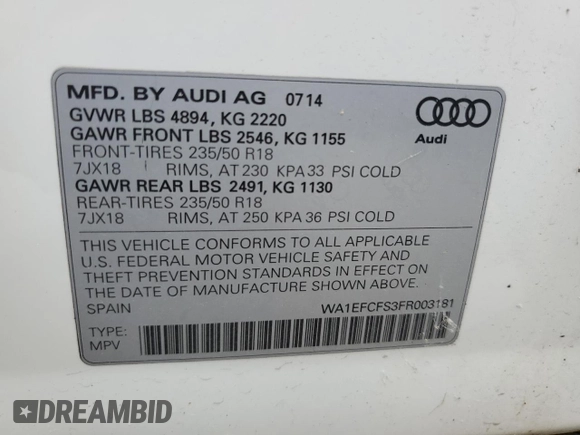 MFD. BY AUDI AG 0714
GVWR LBS 4894, KG 2220
GAWR FRONT LBS 2546, KG 1155
FRONT-TIRES 235/50 R18
7JX18 RIMS, AT 230 KPA 33 PSI COLD
GAWR REAR LBS 2491, KG 1130
REAR-TIRES 235/50 R18
7JX18 RIMS, AT 250 KPA 36 PSI COLD
Audi
THIS VEHICLE CONFORMS TO ALL APPLICABLE
U.S. FEDERAL MOTOR VEHICLE SAFETY AND
THEFT PREVENTION STANDARDS IN EFFECT ON
THE DATE OF MANUFACTURE SHOWN ABOVE.
SPAIN WA1EFCFS3FR003181
TYPE:
MPV
DREAMBID